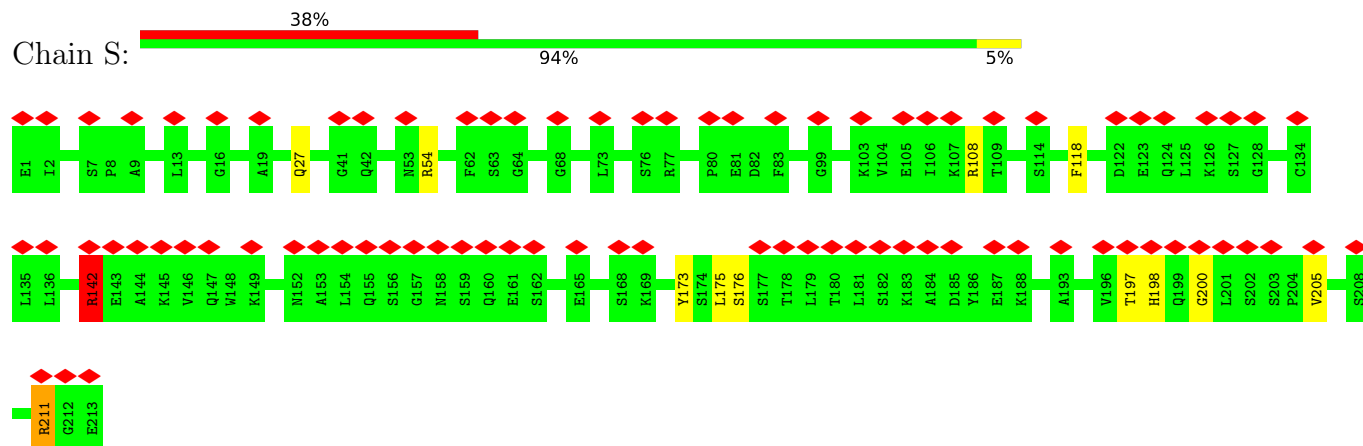 38%
Chain S:
94% 5%
E1 I2 S7 P8 A9 L13 G16 A19 Q27 G41 Q42 N53 R54 F62 S63 G64 G68 L73 S76 R77 P80 E81 D82 F83 G99 K103 V104 E105 I106 K107 R108 T109 S114 F118 D122 E123 Q124 L125 K126 S127 G128 C134
L135 L136 R142 E143 A144 K145 V146 Q147 W148 K149 N152 A153 L154 Q155 S156 G157 N158 S159 Q160 E161 S162 E165 S168 K169 Y173 S174 L175 S176 S177 T178 L179 T180 L181 S182 K183 A184 D185 Y186 E187 K188 A193 V196 T197 H198 Q199 G200 L201 S202 S203 P204 V205 S208
R211 G212 E213